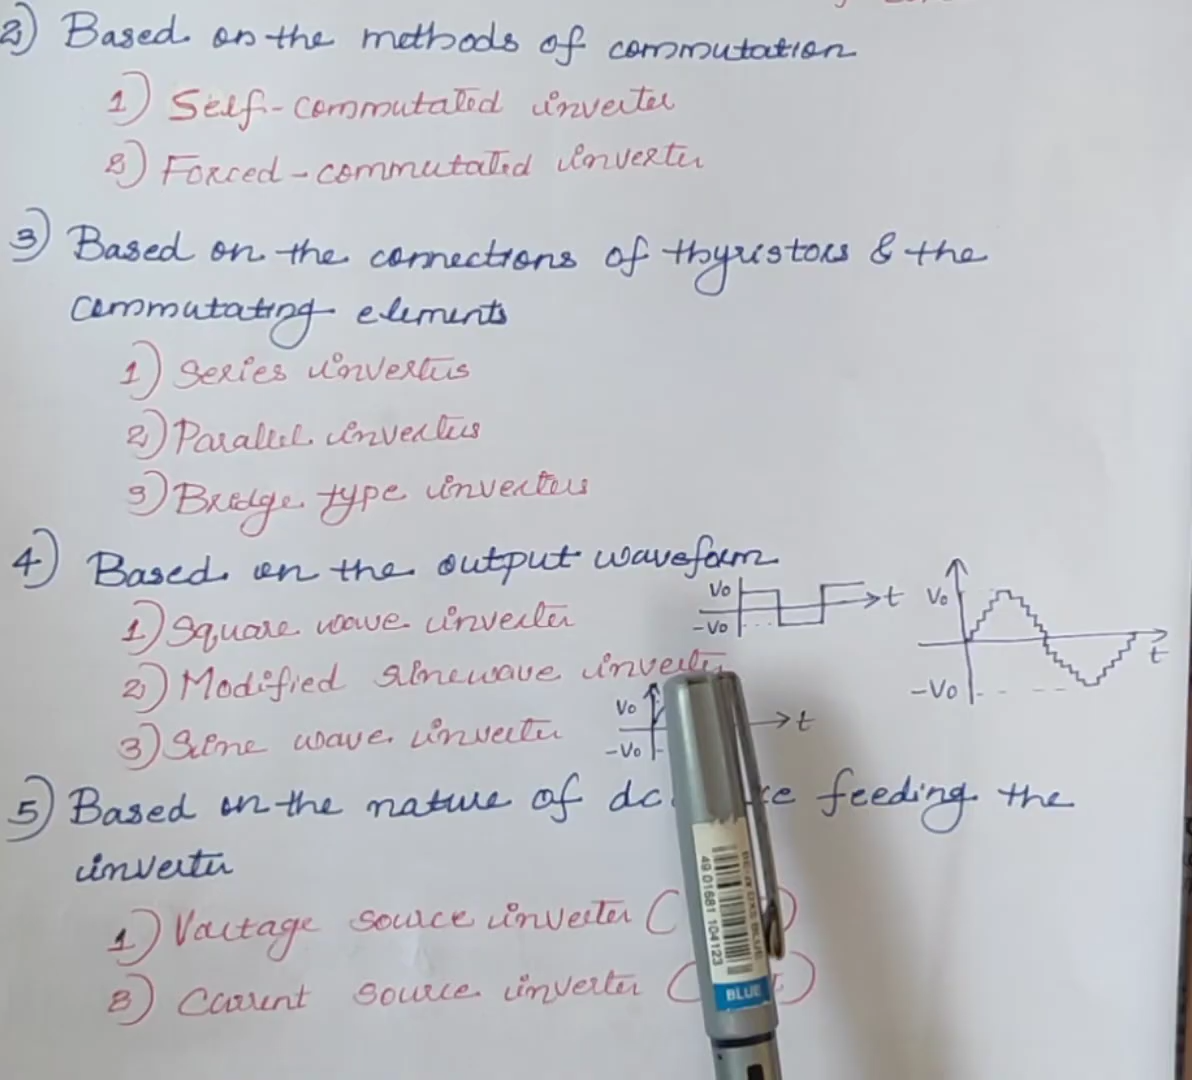 2) Based on the methods of commutation
1) Self-commutated inverter
2) Forced-commutated inverter
3) Based on the connections of thyristors & the
commutating elements
1) Series inverters
2) Parallel inverters
3) Bridge type inverters
4) Based on the output waveform
1) Square wave inverter
Vo
-Vo
t
Vo
-Vo
t
2) Modified sinewave inverter
3) Sine wave inverter
Vo
-Vo
t
5) Based on the nature of dc feeding the
inverter
1) Voltage source inverter ( )
2) Current source inverter ( )
49 01681 104123
BLUE